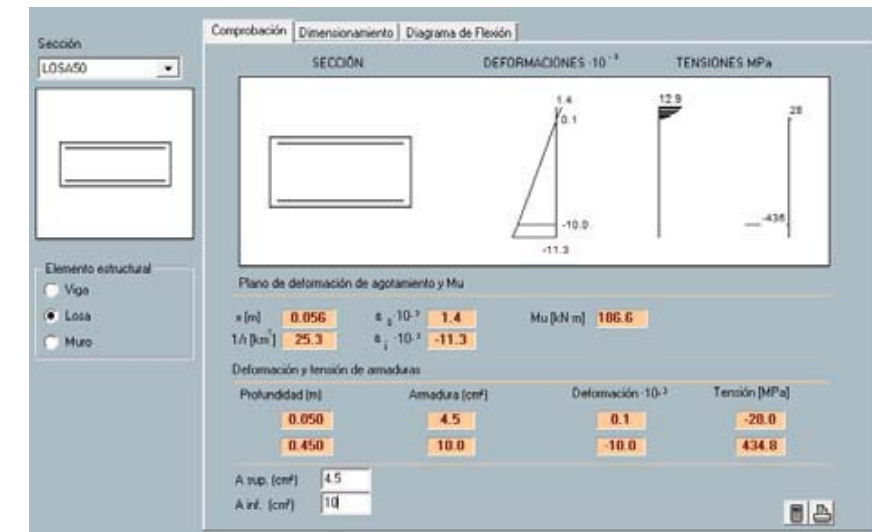 Comprobación Dimensionamiento Diagrama de Flexión
Sección
LOSA50
SECCIÓN DEFORMACIONES ·10⁻³ TENSIONES MPa
1.4
0.1
-10.0
-11.3
12.9
28
-436
Elemento estructural
Viga
Losa
Muro
Plano de deformación de agotamiento y Mu
x [m] 0.056 ε s ·10⁻³ 1.4 Mu [kN m] 186.6
1/r [km⁻] 25.3 ε i ·10⁻³ -11.3
Deformación y tensión de armaduras
Profundidad (m) Armadura (cm²) Deformación ·10⁻³ Tensión [MPa]
0.050 4.5 0.1 -28.0
0.450 10.0 -10.0 434.8
A sup. (cm²) 4.5
A inf. (cm²) 10